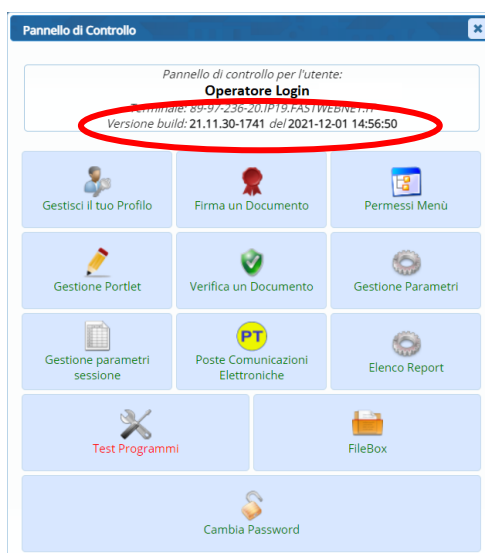 Pannello di Controllo
Pannello di controllo per l'utente:
Operatore Login
Terminale: 89-97-236-20.IP19.FASTWEBNET.IT
Versione build: 21.11.30-1741 del 2021-12-01 14:56:50
Gestisci il tuo Profilo
Firma un Documento
Permessi Menù
Gestione Portlet
Verifica un Documento
Gestione Parametri
Gestione parametri
sessione
PT
Poste Comunicazioni
Elettroniche
Elenco Report
Test Programmi
FileBox
Cambia Password